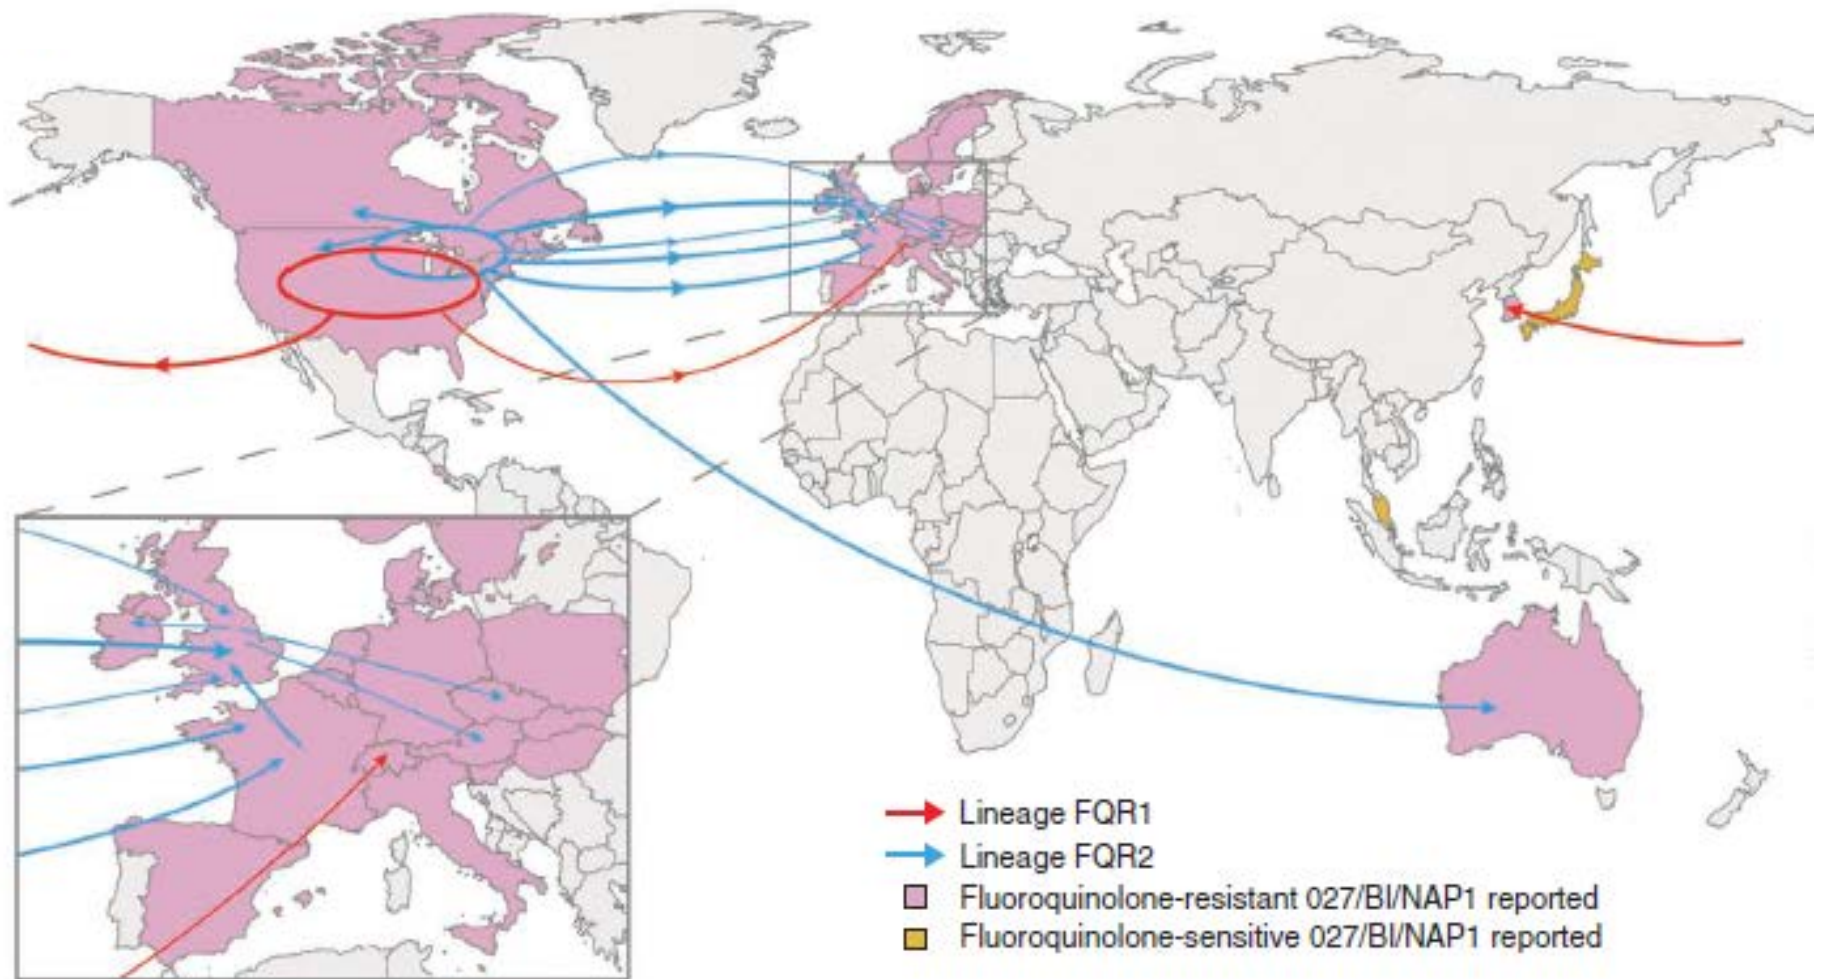 Lineage FQR1
Lineage FQR2
Fluoroquinolone-resistant 027/BI/NAP1 reported
Fluoroquinolone-sensitive 027/BI/NAP1 reported